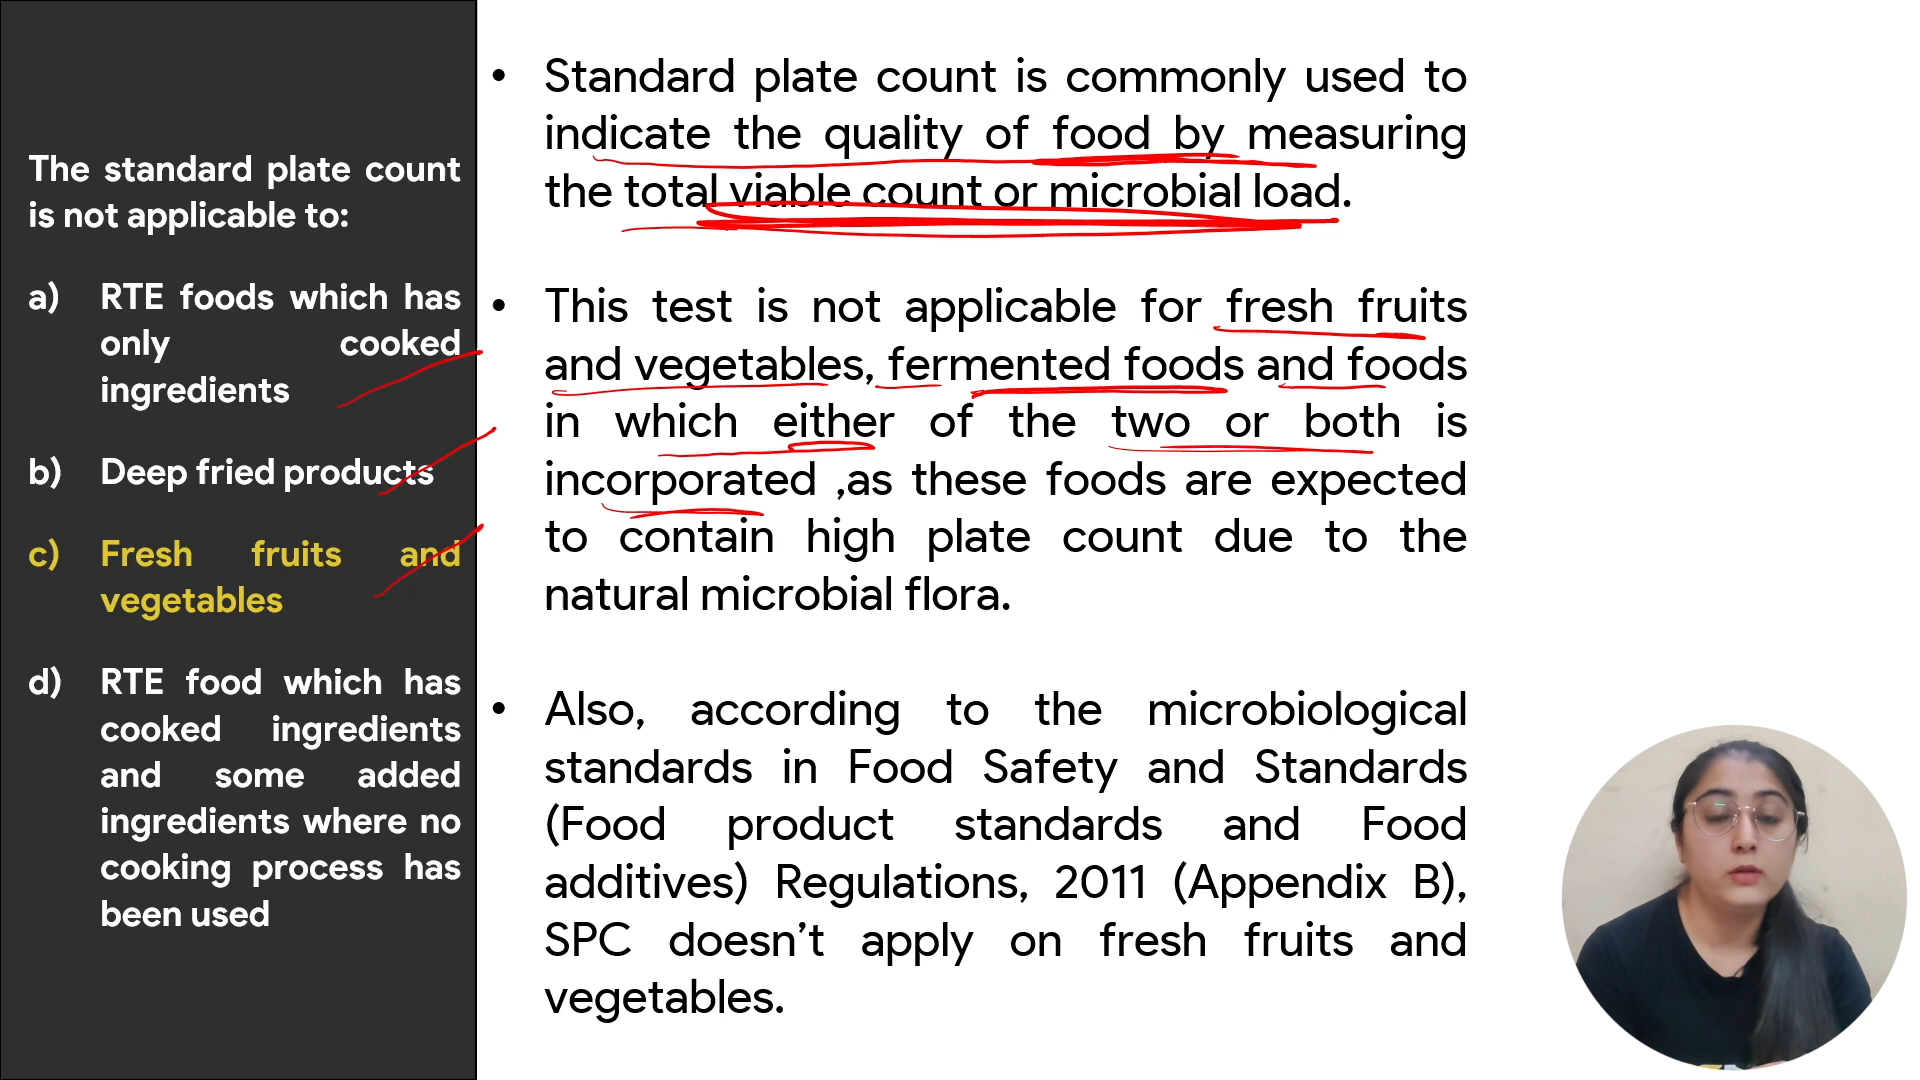 The standard plate count
is not applicable to:
a) RTE foods which has
only cooked
ingredients
b) Deep fried products
c) Fresh fruits and
vegetables
d) RTE food which has
cooked ingredients
and some added
ingredients where no
cooking process has
been used
• Standard plate count is commonly used to
indicate the quality of food by measuring
the total viable count or microbial load.
• This test is not applicable for fresh fruits
and vegetables, fermented foods and foods
in which either of the two or both is
incorporated ,as these foods are expected
to contain high plate count due to the
natural microbial flora.
• Also, according to the microbiological
standards in Food Safety and Standards
(Food product standards and Food
additives) Regulations, 2011 (Appendix B),
SPC doesn’t apply on fresh fruits and
vegetables.